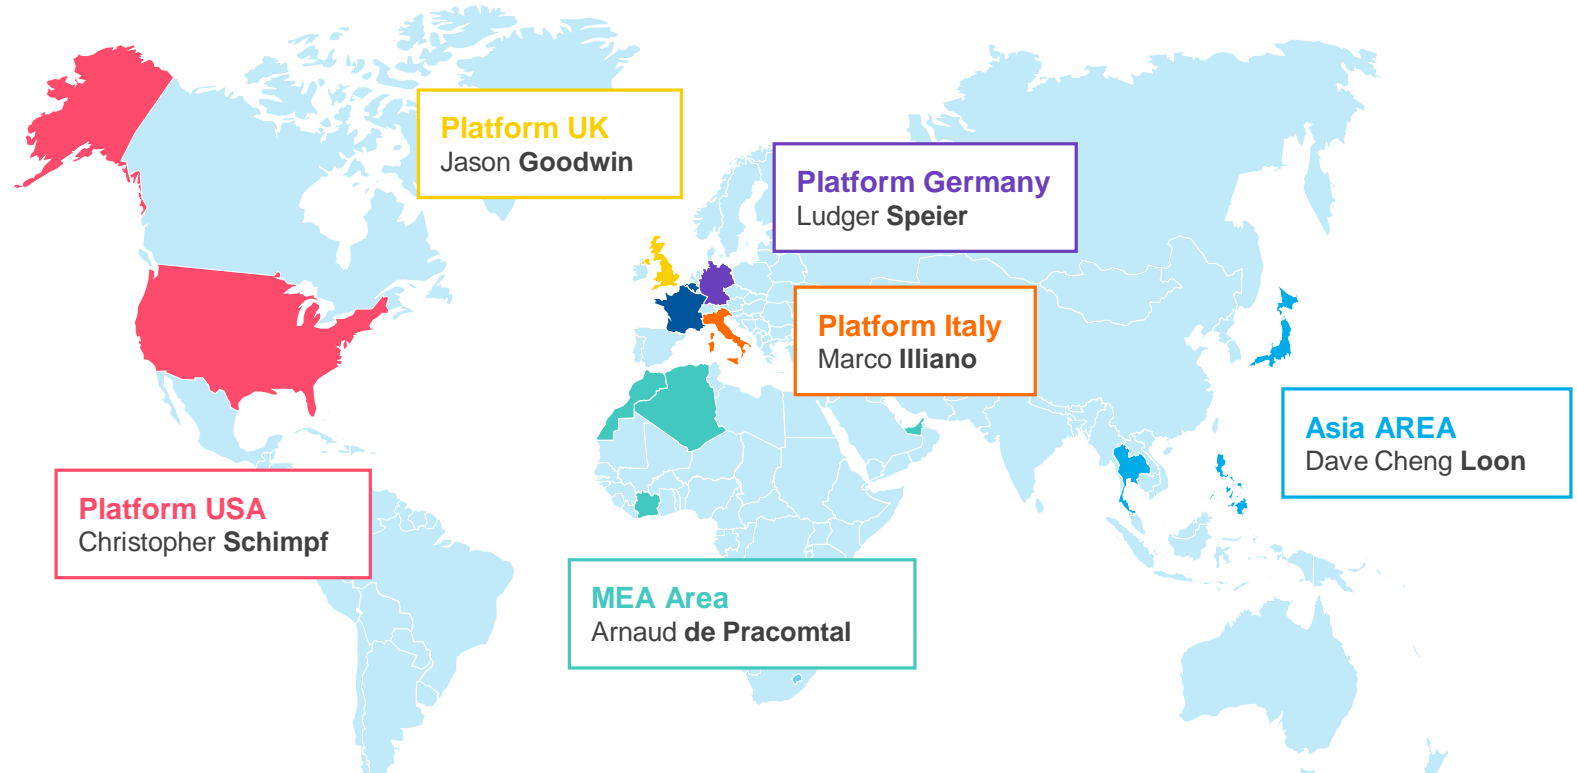 Platform UK
Jason Goodwin
Platform Germany
Ludger Speier
Platform Italy
Marco Illiano
Asia AREA
Dave Cheng Loon
Platform USA
Christopher Schimpf
MEA Area
Arnaud de Pracomtal